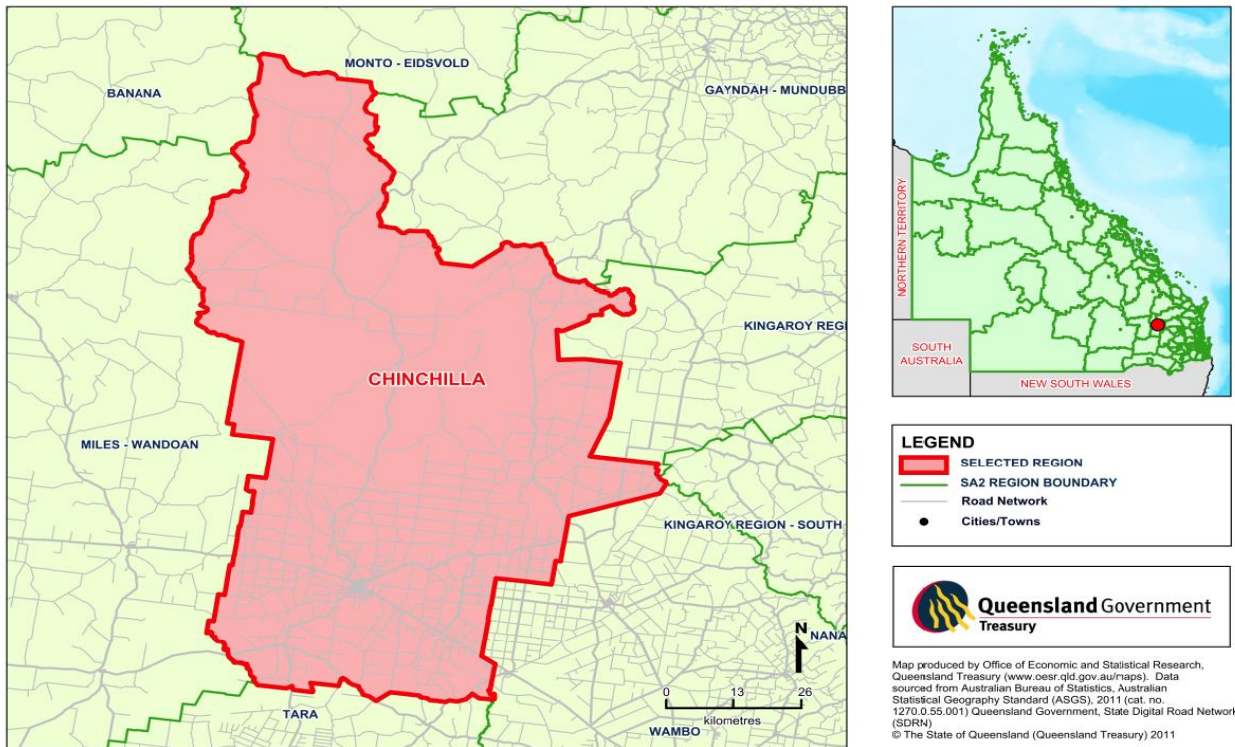 MONTO - EIDSVOLD
BANANA
GAYNDAH - MUNDUBB
KINGAROY REGI
CHINCHILLA
MILES - WANDOAN
KINGAROY REGION - SOUTH
N
NANA
0 13 26
kilometres
TARA
WAMBO
NORTHERN TERRITORY
SOUTH
AUSTRALIA
NEW SOUTH WALES
LEGEND
SELECTED REGION
SA2 REGION BOUNDARY
Road Network
Cities/Towns
Queensland Government
Treasury
Map produced by Office of Economic and Statistical Research,
Queensland Treasury (www.oesr.qld.gov.au/maps). Data
sourced from Australian Bureau of Statistics, Australian
Statistical Geography Standard (ASGS), 2011 (cat. no.
1270.0.55.001) Queensland Government, State Digital Road Network
(SDRN)
© The State of Queensland (Queensland Treasury) 2011